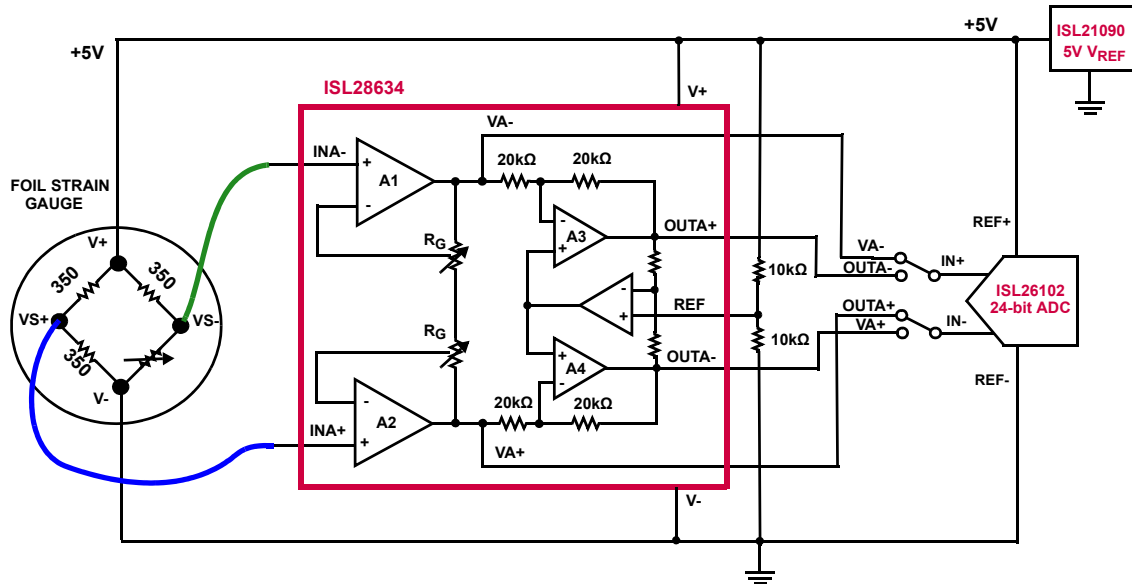 +5V
+5V
ISL21090
5V VREF
ISL28634
V+
VA-
INA-
+
A1
-
20kΩ
20kΩ
FOIL STRAIN
GAUGE
V+
350
350
VS+
VS-
350
V-
RG
-
A3
+
OUTA+
-
+
REF
10kΩ
10kΩ
RG
+
A4
-
OUTA-
-
A2
+
INA+
20kΩ
20kΩ
VA+
V-
VA-
OUTA-
IN+
OUTA+
VA+
IN-
REF+
ISL26102
24-bit ADC
REF-